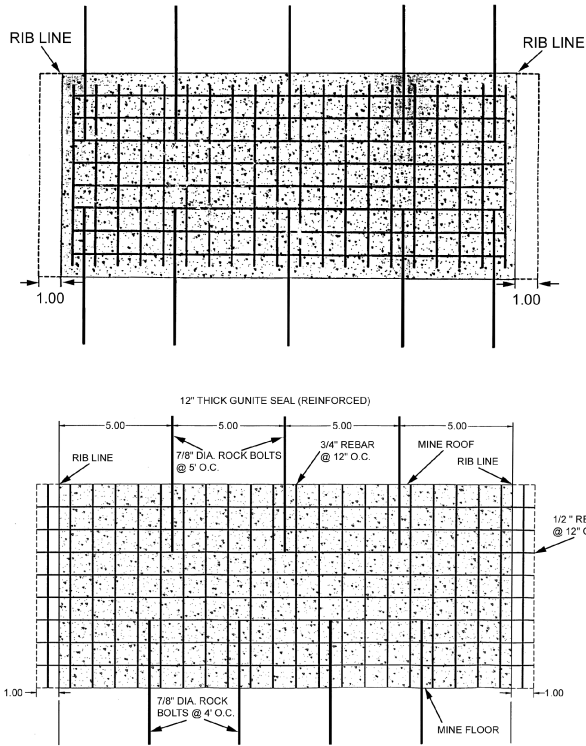 RIB LINE
RIB LINE
1.00
1.00
12" THICK GUNITE SEAL (REINFORCED)
5.00
5.00
5.00
5.00
7/8" DIA. ROCK BOLTS
@ 5' O.C.
3/4" REBAR
@ 12" O.C.
MINE ROOF
RIB LINE
RIB LINE
1/2" RE
@ 12" O
1.00
1.00
7/8" DIA. ROCK
BOLTS @ 4' O.C.
MINE FLOOR